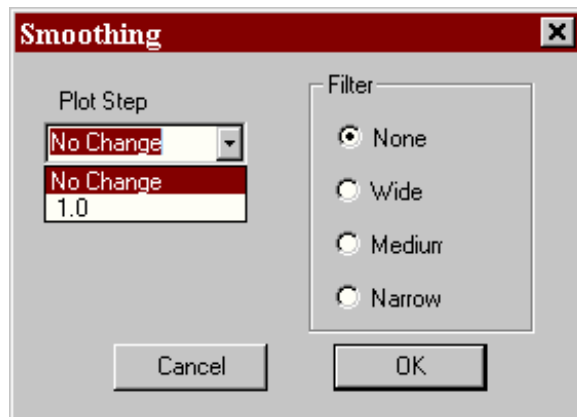 Smoothing
Plot Step
No Change
No Change
1.0
Filter
None
Wide
Medium
Narrow
Cancel
OK